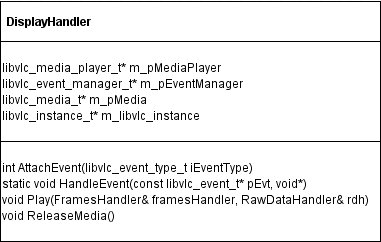 DisplayHandler
libvlc_media_player_t* m_pMediaPlayer
libvlc_event_manager_t* m_pEventManager
libvlc_media_t* m_pMedia
libvlc_instance_t* m_libvlc_instance
int AttachEvent(libvlc_event_type_t iEventType)
static void HandleEvent(const libvlc_event_t* pEvt, void*)
void Play(FramesHandler& framesHandler, RawDataHandler& rdh)
void ReleaseMedia()